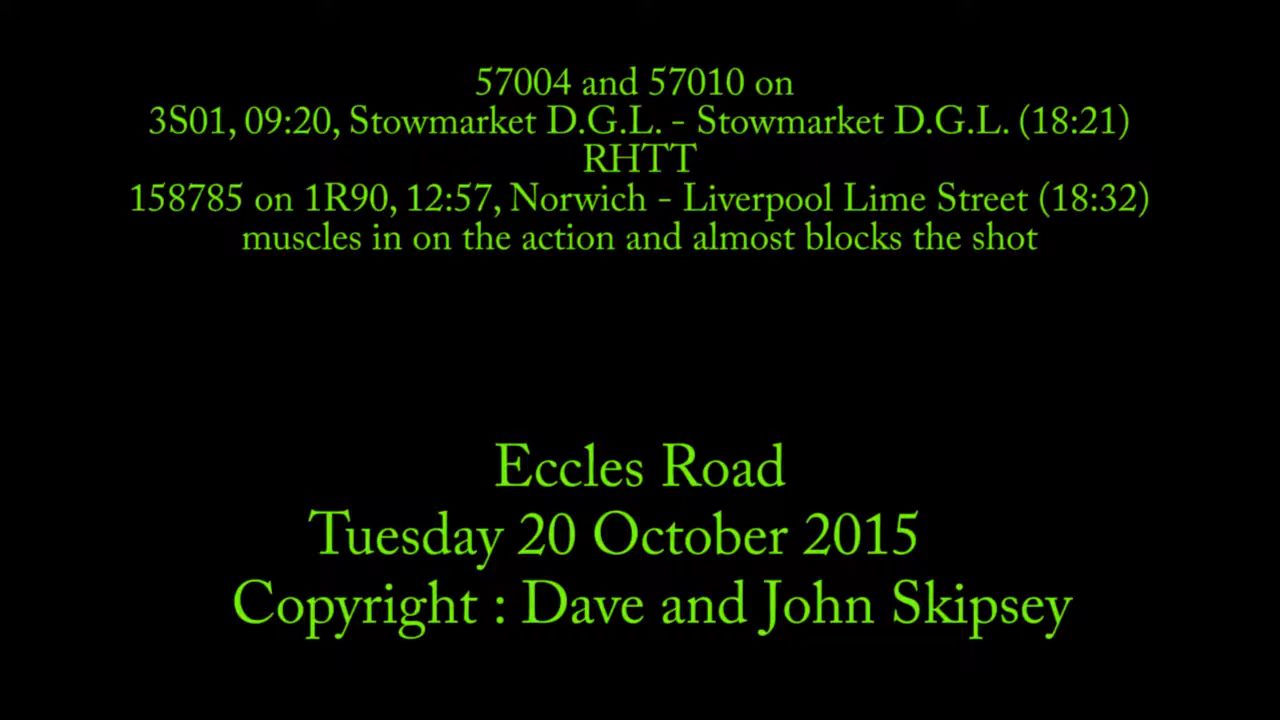 57004 and 57010 on
3S01, 09:20, Stowmarket D.G.L. - Stowmarket D.G.L. (18:21)
RHTT
158785 on 1R90, 12:57, Norwich - Liverpool Lime Street (18:32)
muscles in on the action and almost blocks the shot
Eccles Road
Tuesday 20 October 2015
Copyright : Dave and John Skipsey